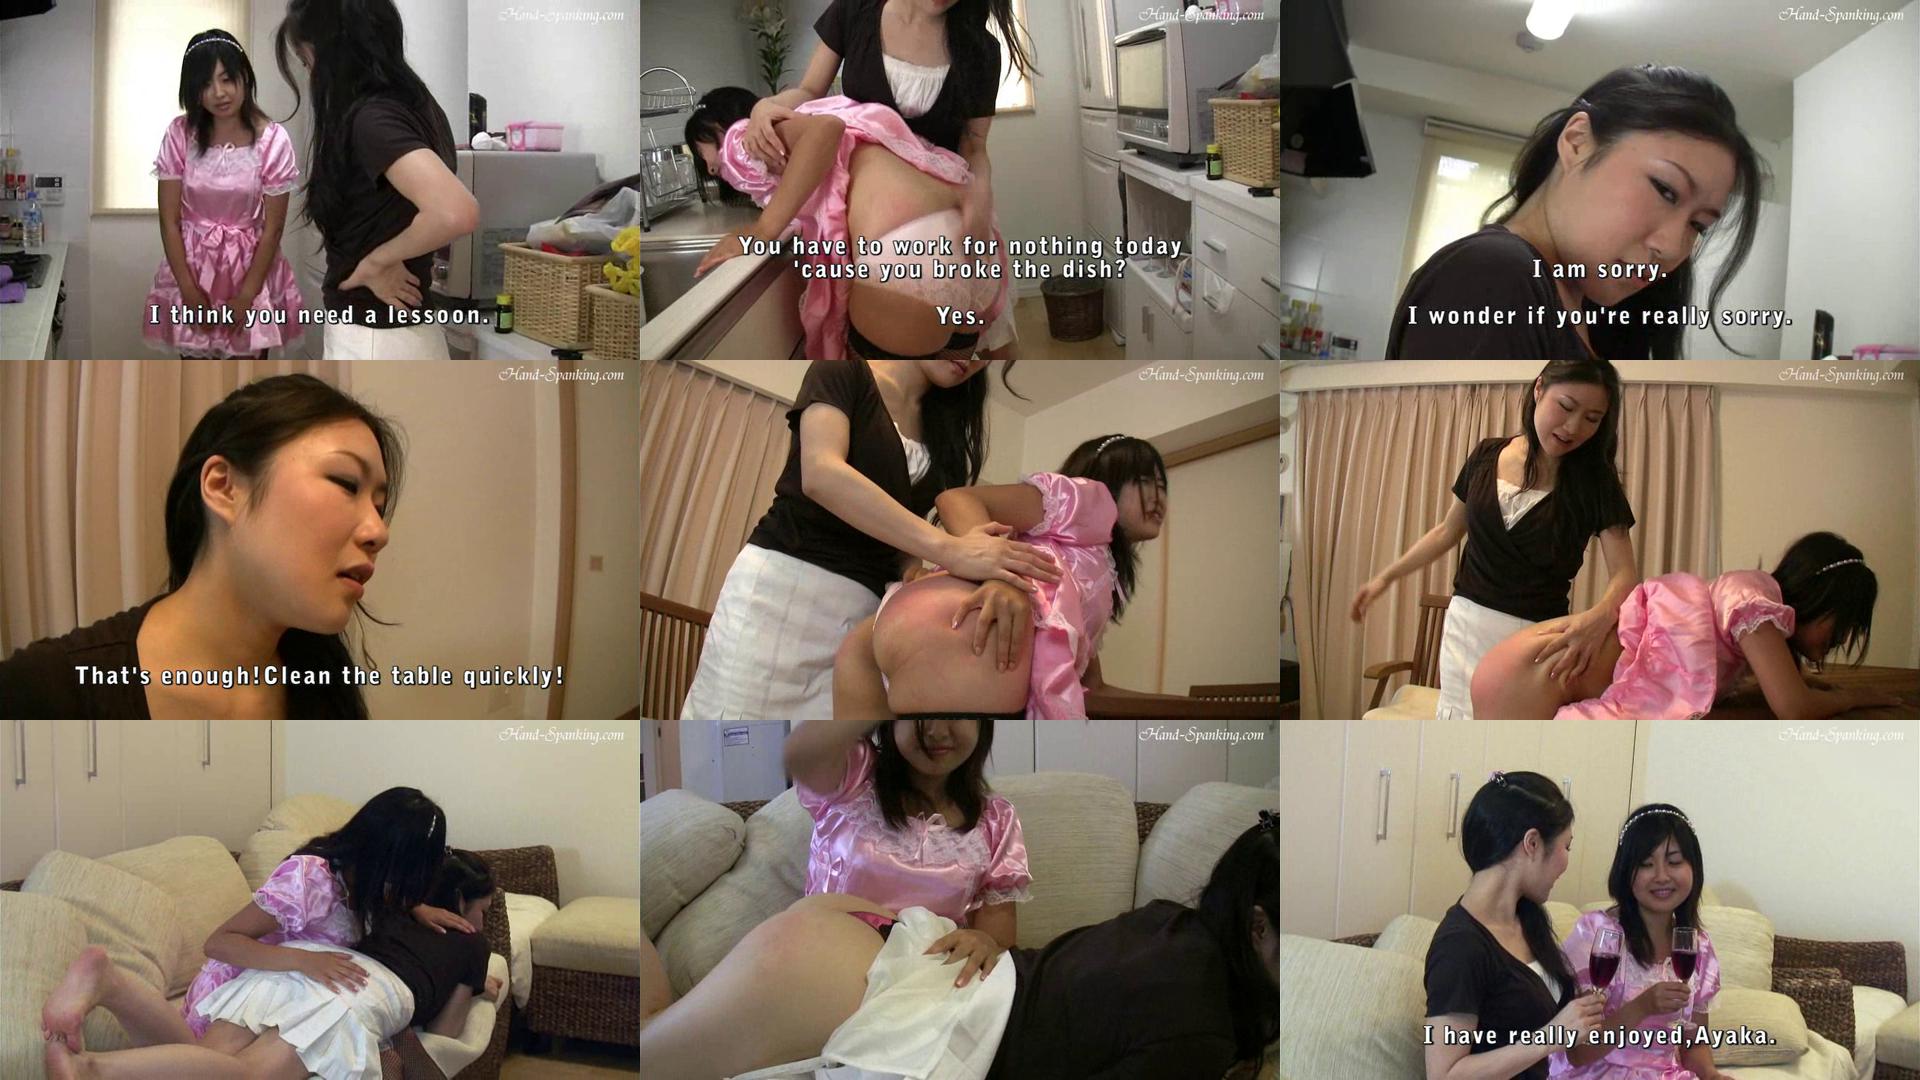 Hand-Spanking.com
Hand-Spanking.com
Hand-Spanking.com
I think you need a lessoon.
You have to work for nothing today
'cause you broke the dish?
Yes.
I am sorry.
I wonder if you're really sorry.
Hand-Spanking.com
Hand-Spanking.com
Hand-Spanking.com
That's enough!Clean the table quickly!
Hand-Spanking.com
Hand-Spanking.com
Hand-Spanking.com
I have really enjoyed,Ayaka.